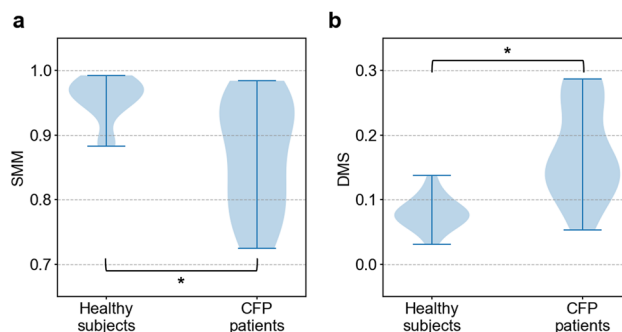 a
SMM
1.0
0.9
0.8
0.7
*
Healthy
subjects
CFP
patients
b
DMS
0.3
0.2
0.1
0.0
*
Healthy
subjects
CFP
patients